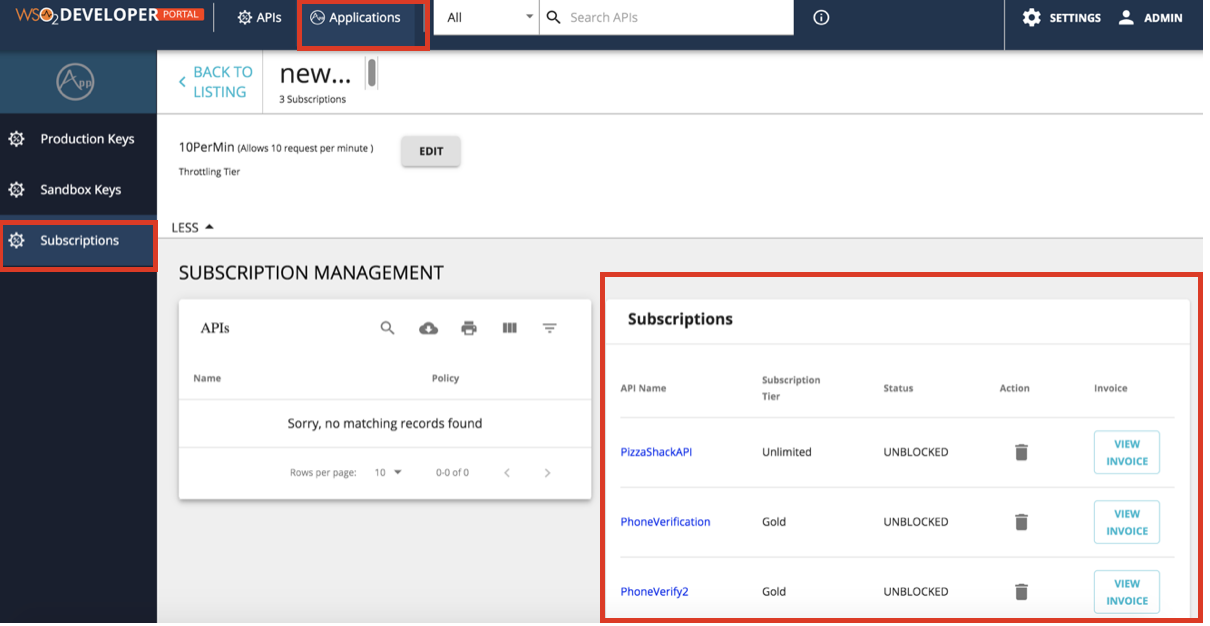 WSO2 DEVELOPER PORTAL
APIs
Applications
All
Search APIs
SETTINGS
ADMIN
App
BACK TO
LISTING
new...
3 Subscriptions
Production Keys
Sandbox Keys
Subscriptions
10PerMin (Allows 10 request per minute )
EDIT
Throttling Tier
LESS
SUBSCRIPTION MANAGEMENT
APIs
Name Policy
Sorry, no matching records found
Rows per page: 10 0-0 of 0
Subscriptions
API Name Subscription Tier Status Action Invoice
PizzaShackAPI Unlimited UNBLOCKED VIEW INVOICE
PhoneVerification Gold UNBLOCKED VIEW INVOICE
PhoneVerify2 Gold UNBLOCKED VIEW INVOICE